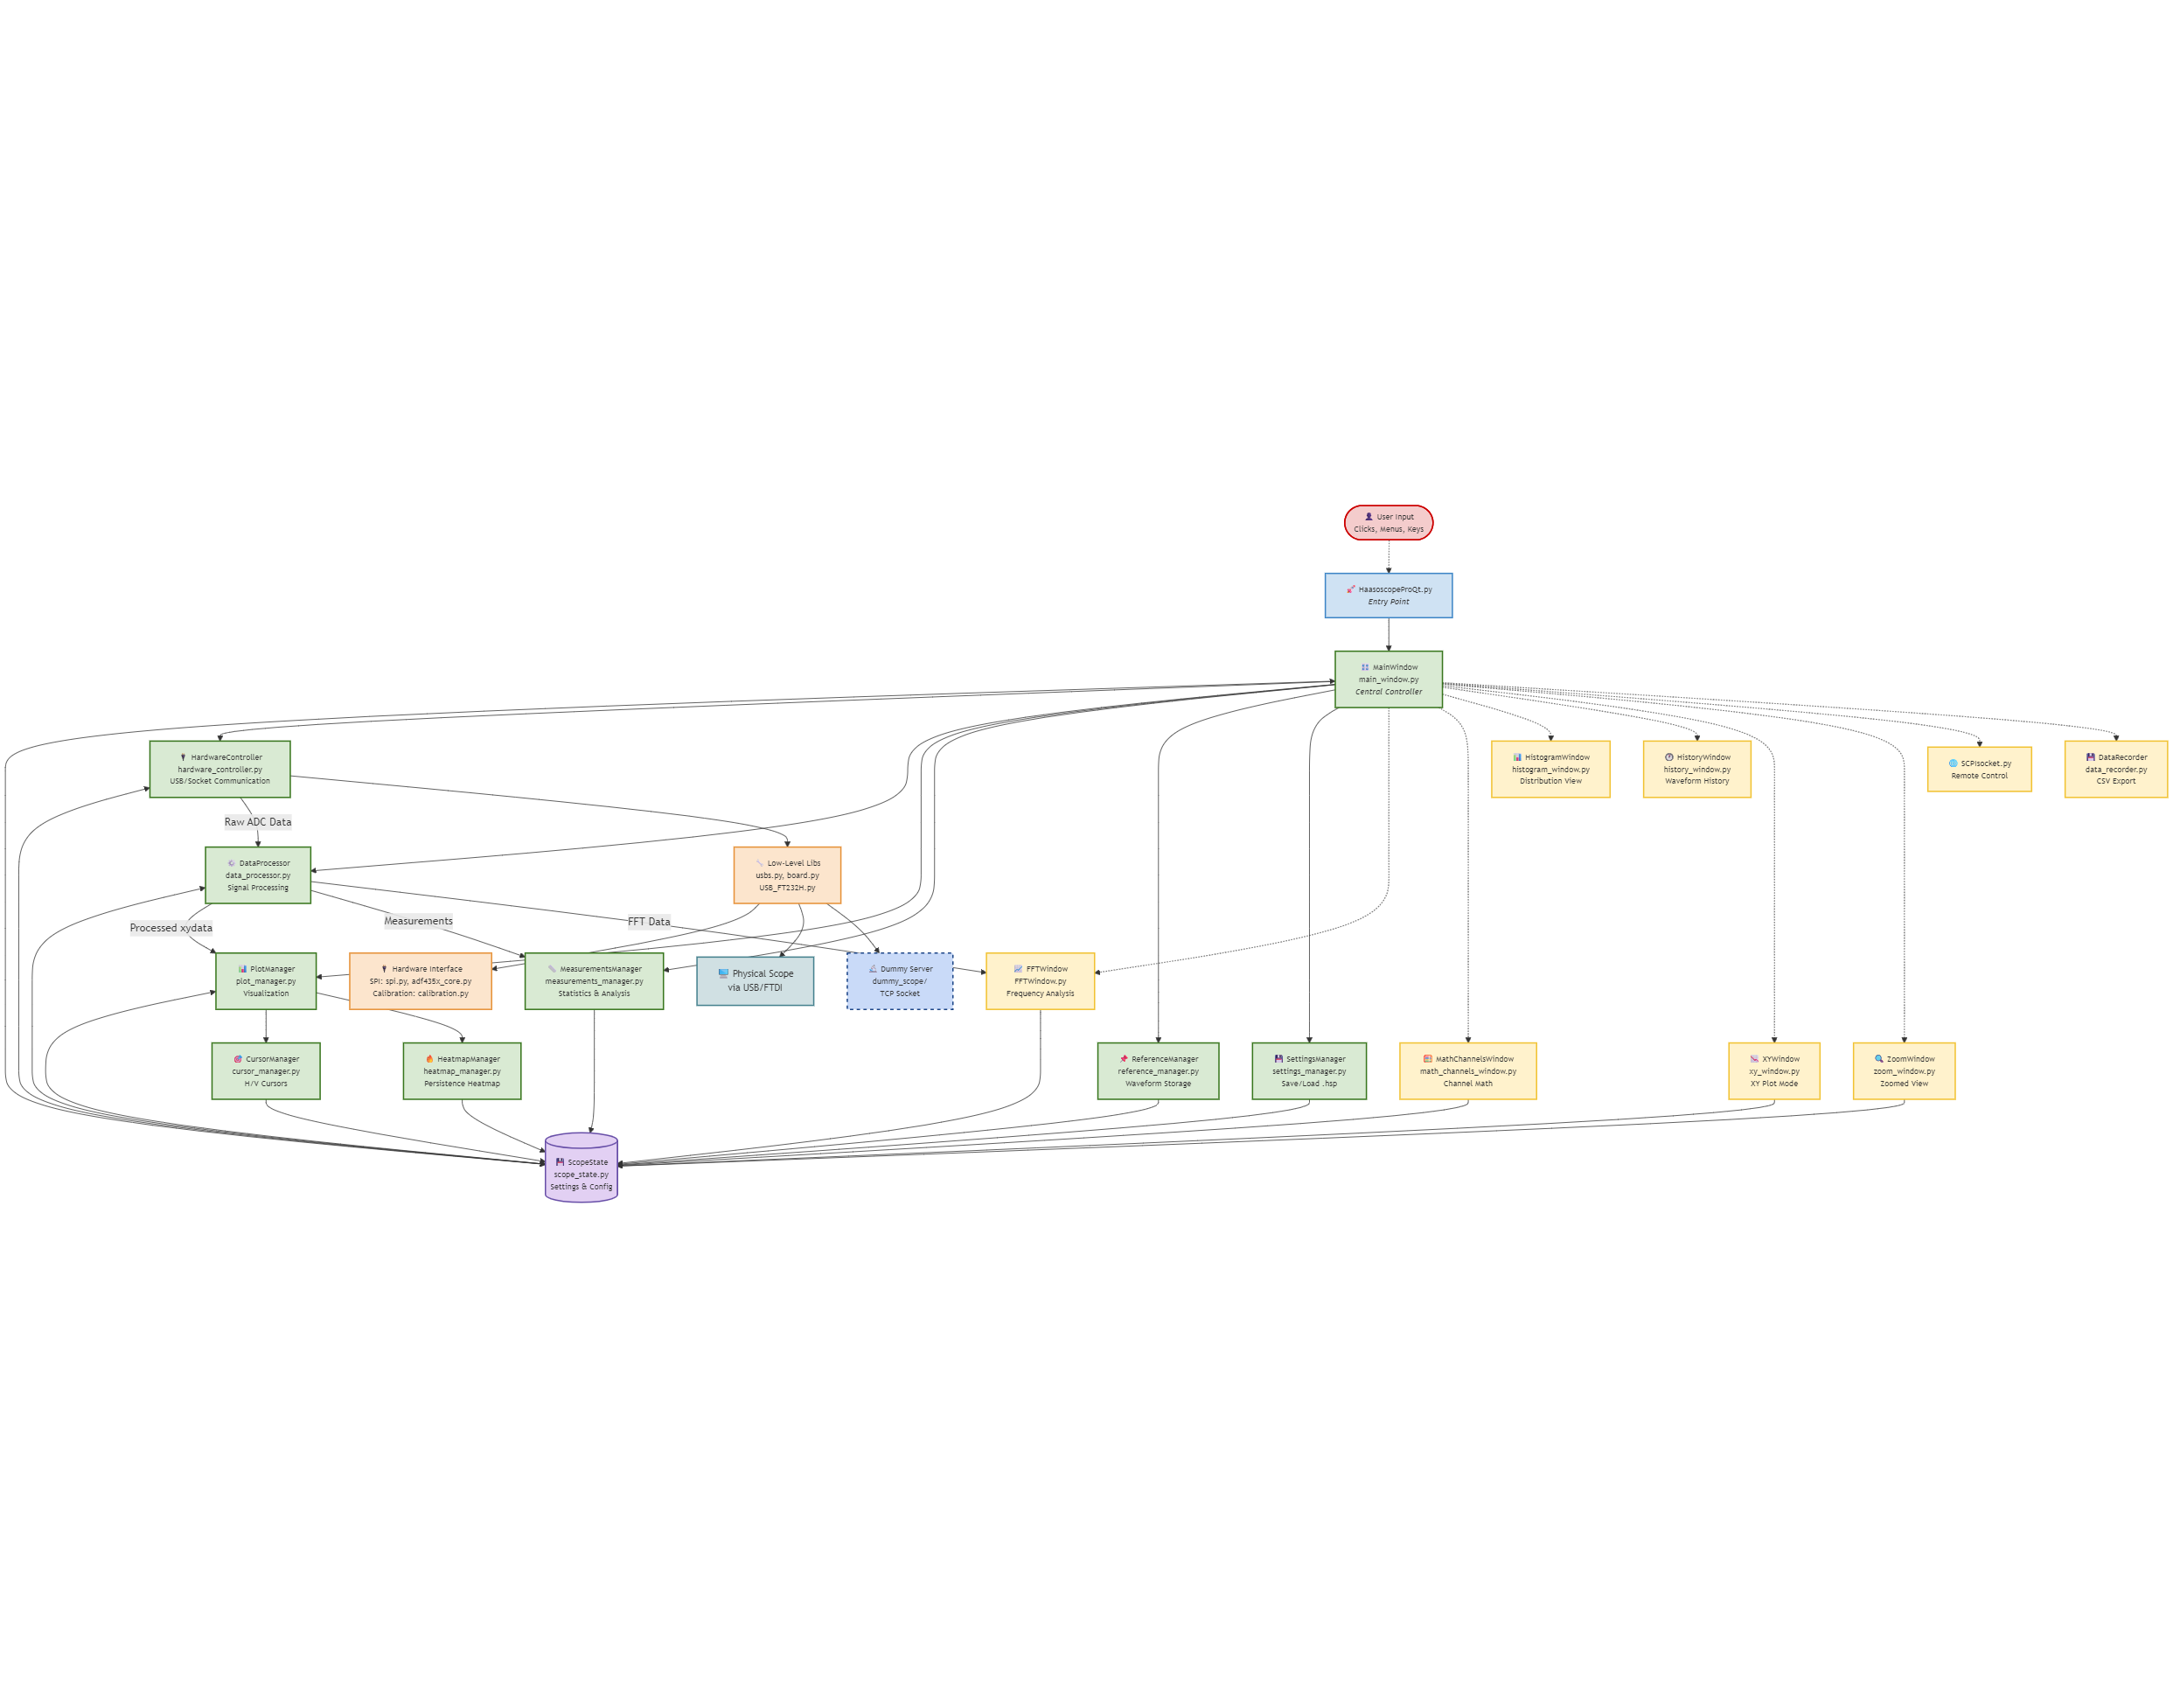 User Input
Clicks, Menus, Keys
HaasoscopeProQt.py
Entry Point
MainWindow
main_window.py
Central Controller
HardwareController
hardware_controller.py
USB/Socket Communication
HistogramWindow
histogram_window.py
Distribution View
HistoryWindow
history_window.py
Waveform History
SCPIsocket.py
Remote Control
DataRecorder
data_recorder.py
CSV Export
Raw ADC Data
DataProcessor
data_processor.py
Signal Processing
Low-Level Libs
usbs.py, board.py
USB_FT232H.py
Processed xydata
Measurements
FFT Data
PlotManager
plot_manager.py
Visualization
Hardware Interface
SPI: spi.py, adf435x_core.py
Calibration: calibration.py
MeasurementsManager
measurements_manager.py
Statistics & Analysis
Physical Scope
via USB/FTDI
Dummy Server
dummy_scope/
TCP Socket
FFTWindow
FFTWindow.py
Frequency Analysis
CursorManager
cursor_manager.py
H/V Cursors
HeatmapManager
heatmap_manager.py
Persistence Heatmap
ReferenceManager
reference_manager.py
Waveform Storage
SettingsManager
settings_manager.py
Save/Load .hsp
MathChannelsWindow
math_channels_window.py
Channel Math
XYWindow
xy_window.py
XY Plot Mode
ZoomWindow
zoom_window.py
Zoomed View
ScopeState
scope_state.py
Settings & Config